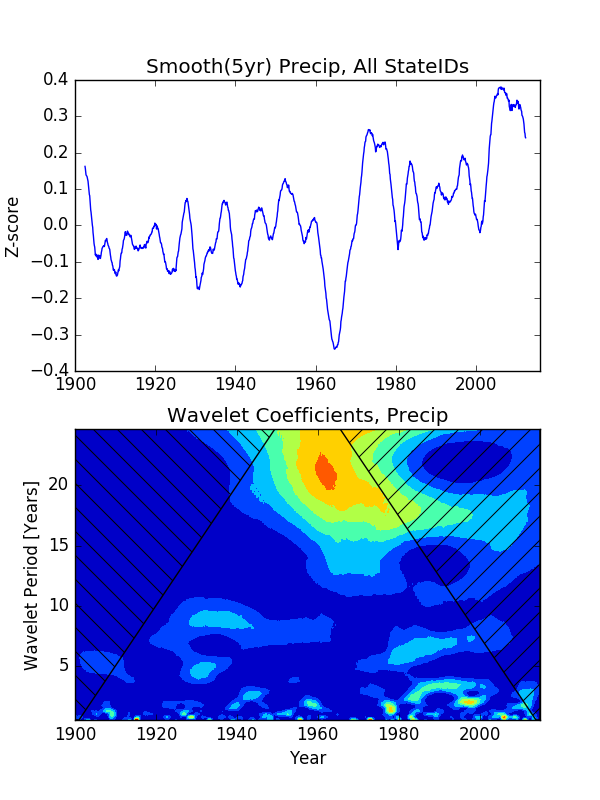 Smooth(5yr) Precip, All StateIDs
Z-score
0.4
0.3
0.2
0.1
0.0
−0.1
−0.2
−0.3
−0.4
1900 1920 1940 1960 1980 2000
Wavelet Coefficients, Precip
Wavelet Period [Years]
20
15
10
5
1900 1920 1940 1960 1980 2000
Year